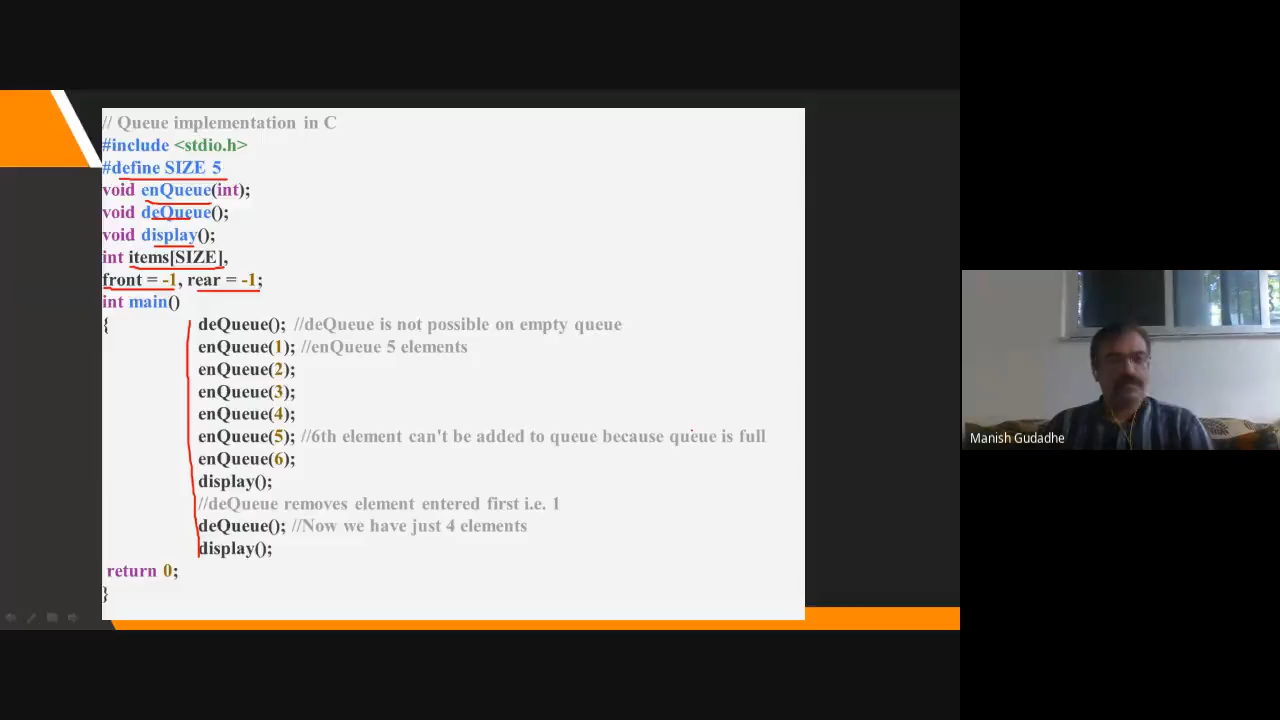 // Queue implementation in C
#include <stdio.h>
#define SIZE 5
void enQueue(int);
void deQueue();
void display();
int items[SIZE],
front = -1, rear = -1;
int main()
{ deQueue(); //deQueue is not possible on empty queue
enQueue(1); //enQueue 5 elements
enQueue(2);
enQueue(3);
enQueue(4);
enQueue(5); //6th element can't be added to queue because queue is full
enQueue(6);
display();
//deQueue removes element entered first i.e. 1
deQueue(); //Now we have just 4 elements
display();
return 0;
}
Manish Gudadhe